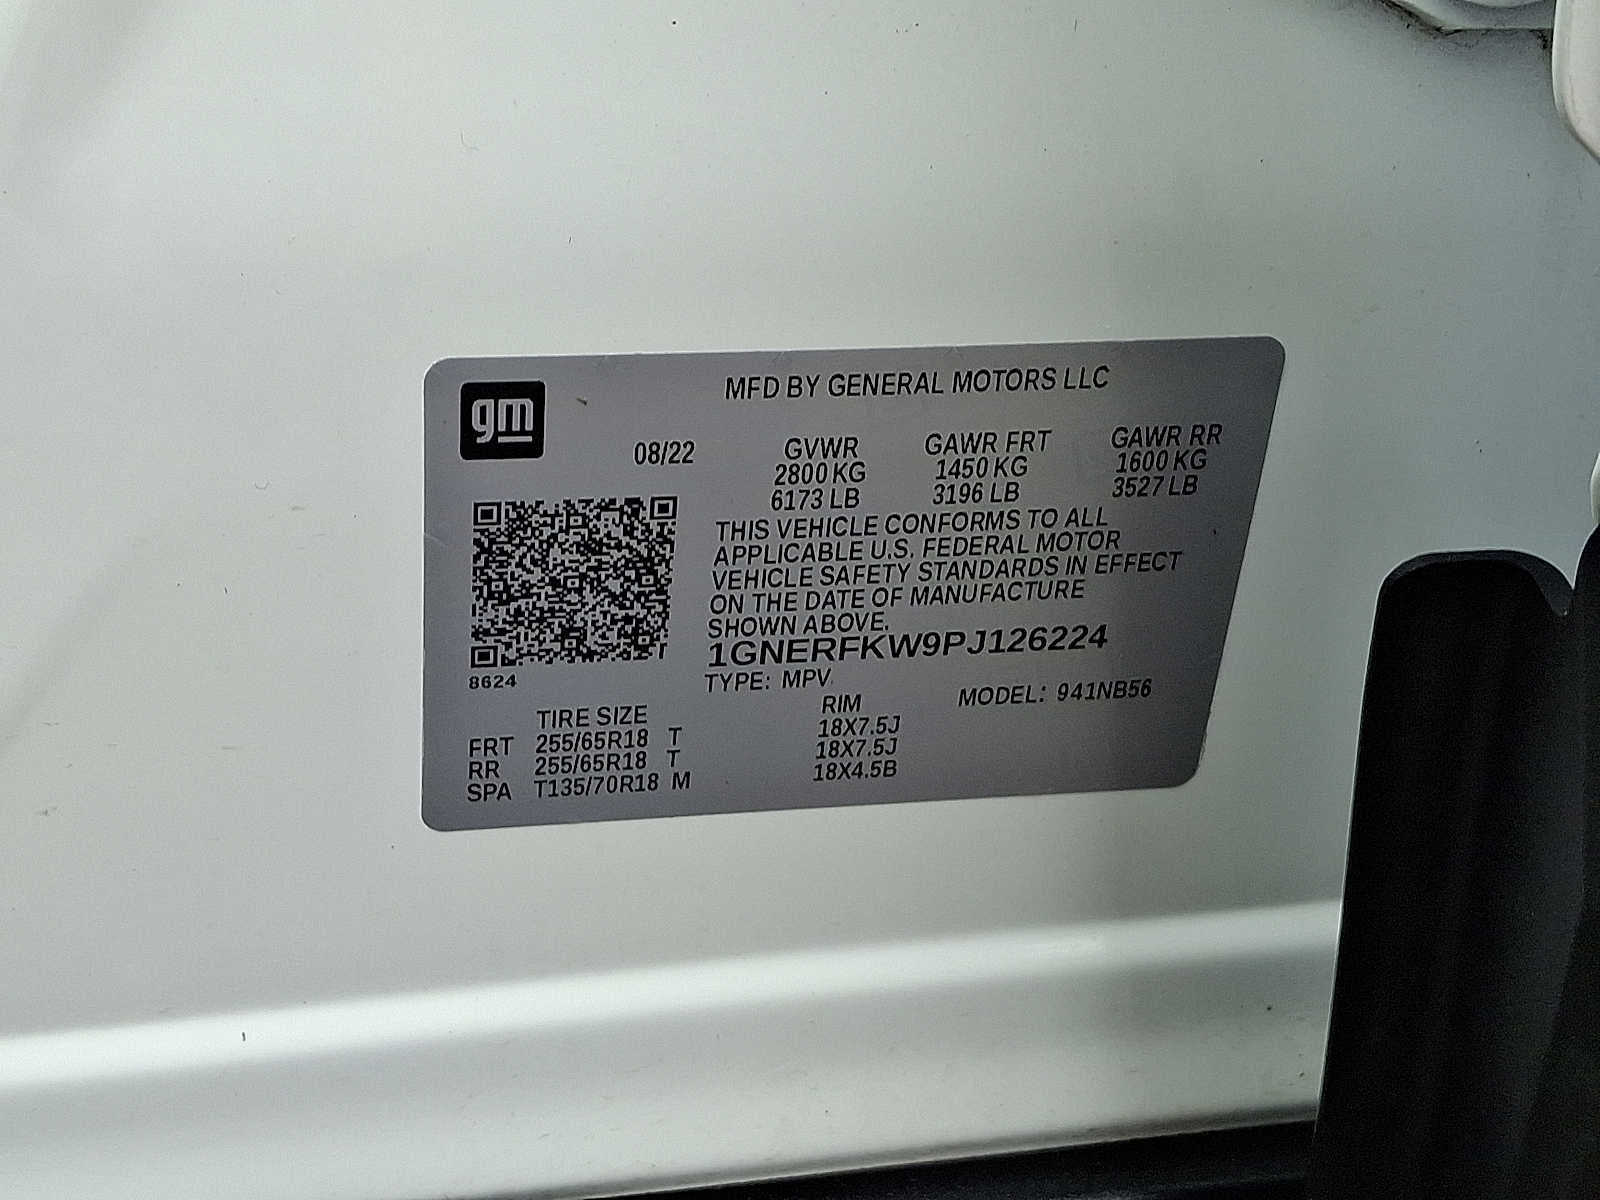 gm
MFD BY GENERAL MOTORS LLC
08/22 GVWR GAWR FRT GAWR RR
2800 KG 1450 KG 1600 KG
6173 LB 3196 LB 3527 LB
THIS VEHICLE CONFORMS TO ALL
APPLICABLE U.S. FEDERAL MOTOR
VEHICLE SAFETY STANDARDS IN EFFECT
ON THE DATE OF MANUFACTURE
SHOWN ABOVE.
1GNERFKW9PJ126224
8624
TYPE: MPV MODEL: 941NB56
TIRE SIZE RIM
FRT 255/65R18 T 18X7.5J
RR 255/65R18 T 18X7.5J
SPA T135/70R18 M 18X4.5B